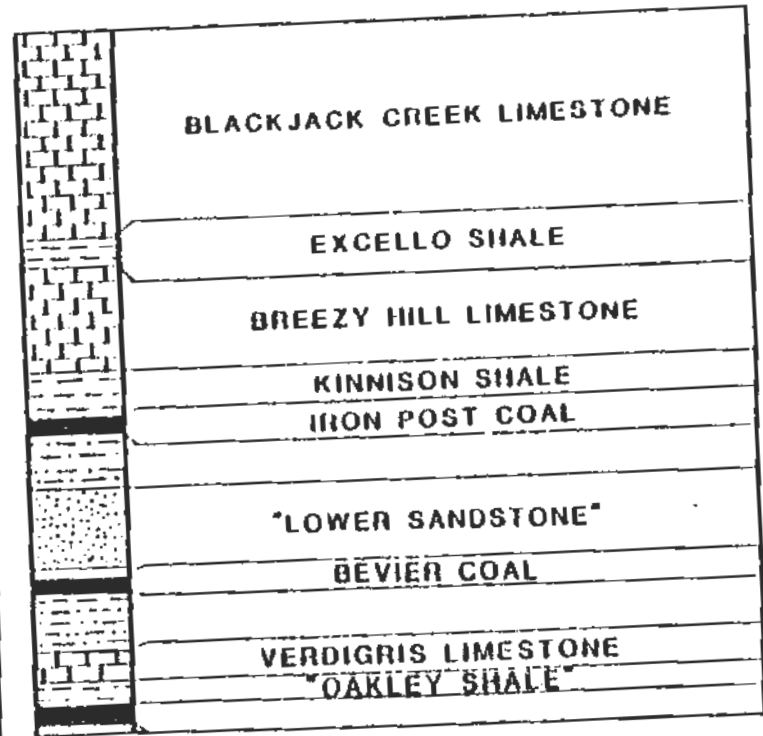 BLACKJACK CREEK LIMESTONE
EXCELLO SHALE
BREEZY HILL LIMESTONE
KINNISON SHALE
IRON POST COAL
"LOWER SANDSTONE"
BEVIER COAL
VERDIGRIS LIMESTONE
"OAKLEY SHALE"